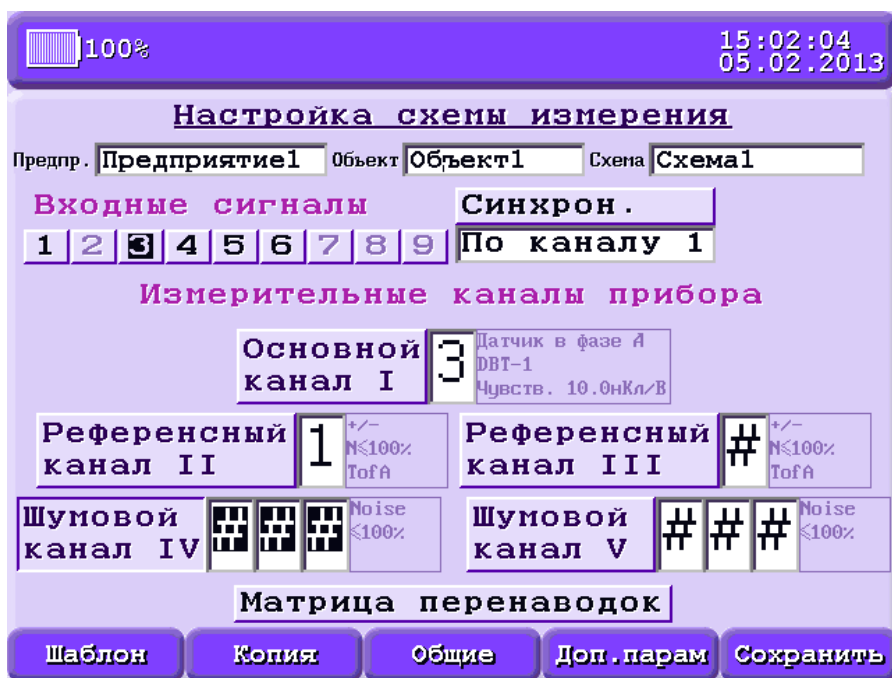 100%
15:02:04
05.02.2013
Настройка схемы измерения
Предпр. Предприятие1 Объект Объект1 Схема Схема1
Входные сигналы Синхрон.
1 2 3 4 5 6 7 8 9 По каналу 1
Измерительные каналы прибора
Основной канал I 3
Датчик в фазе А
DBT-1
Чувств. 10.0нКл/В
Референсный канал II 1
+/-
N≤100%
TofA
Референсный канал III #
+/-
N≤100%
TofA
Шумовой канал IV # # #
Noise
≤100%
Шумовой канал V # # #
Noise
≤100%
Матрица перенаводок
Шаблон Копия Общие Доп.парам Сохранить